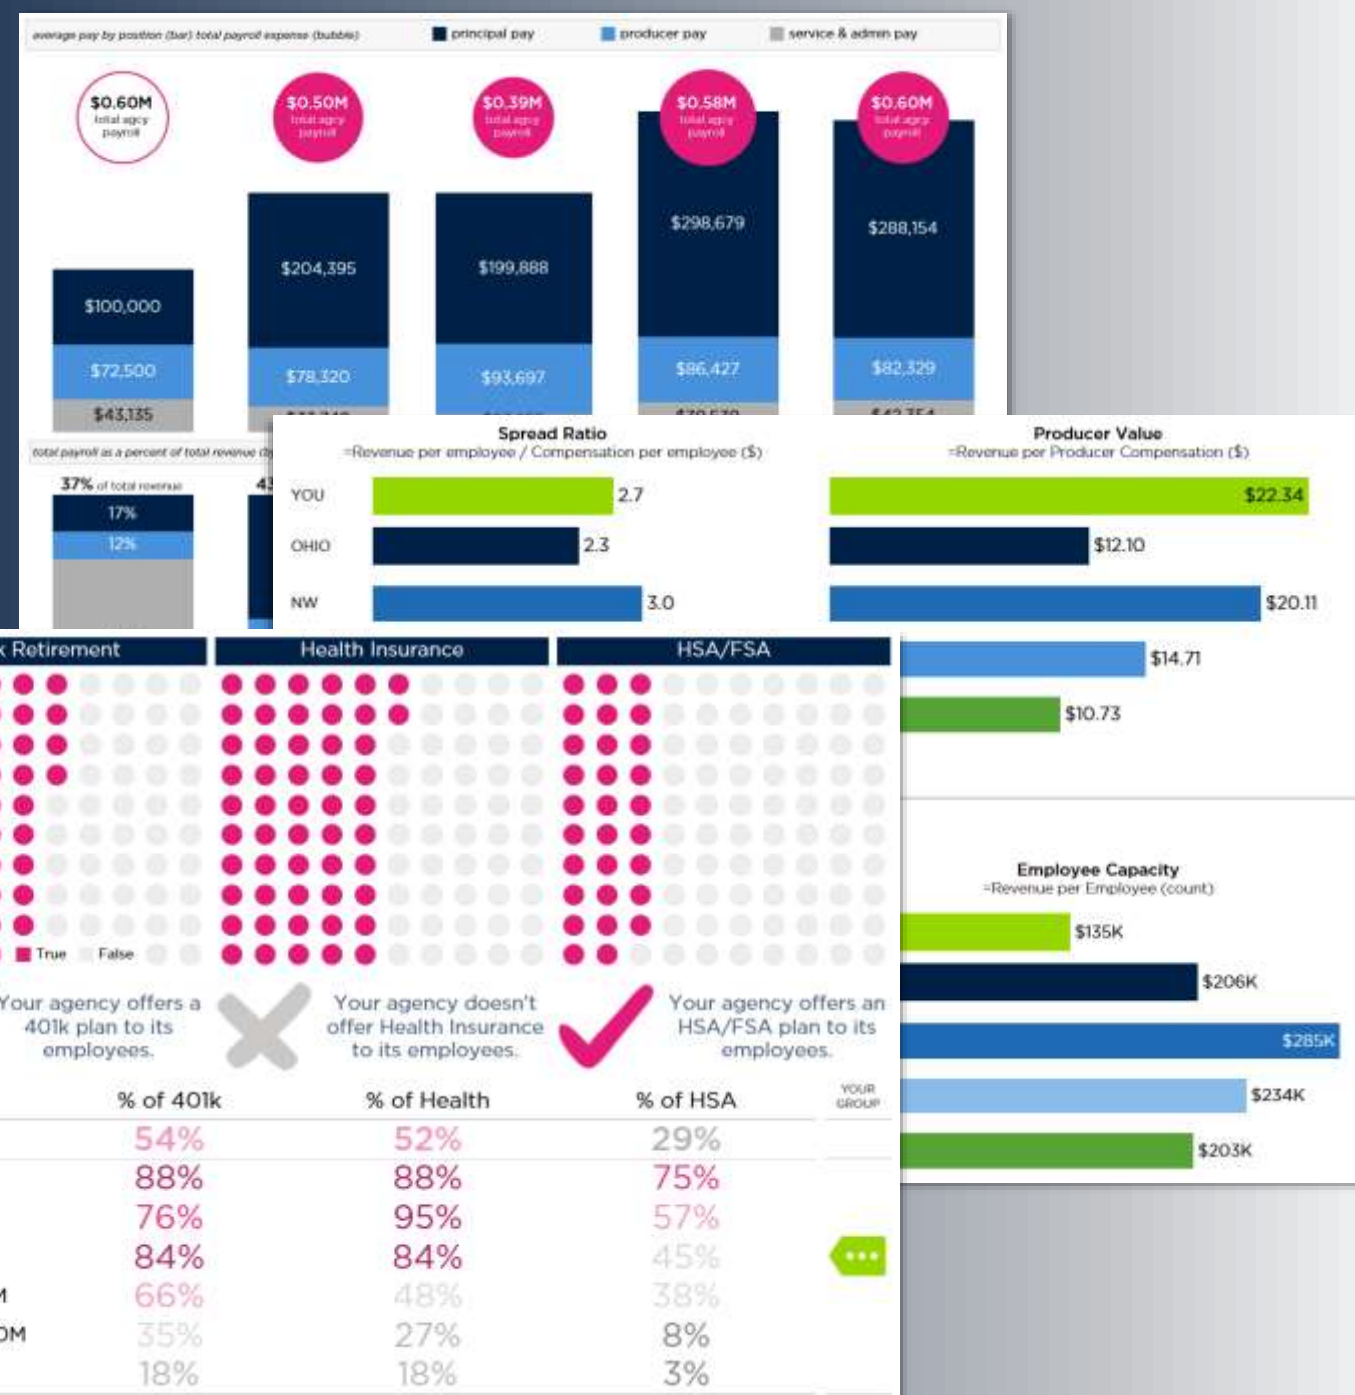 average pay by position (bar) total payroll expense (bubble)
principal pay
producer pay
service & admin pay
$0.60M
total agcy
payroll
$0.50M
total agcy
payroll
$0.39M
total agcy
payroll
$0.58M
total agcy
payroll
$0.60M
total agcy
payroll
$100,000
$204,395
$199,888
$298,679
$288,154
$72,500
$78,320
$93,697
$86,427
$82,329
$43,135
total payroll as a percent of total revenue
37% of total revenue
17%
12%
Spread Ratio
=Revenue per employee / Compensation per employee ($)
YOU
2.7
OHIO
2.3
NW
3.0
Producer Value
=Revenue per Producer Compensation ($)
$22.34
$12.10
$20.11
$14.71
$10.73
Employee Capacity
=Revenue per Employee (count)
$135K
$206K
$285K
$234K
$203K
k Retirement
Health Insurance
HSA/FSA
True
False
Your agency offers a
401k plan to its
employees.
Your agency doesn't
offer Health Insurance
to its employees.
Your agency offers an
HSA/FSA plan to its
employees.
% of 401k % of Health % of HSA
YOUR
GROUP
54% 52% 29%
88% 88% 75%
76% 95% 57%
84% 84% 45%
66% 48% 38%
35% 27% 8%
18% 18% 3%